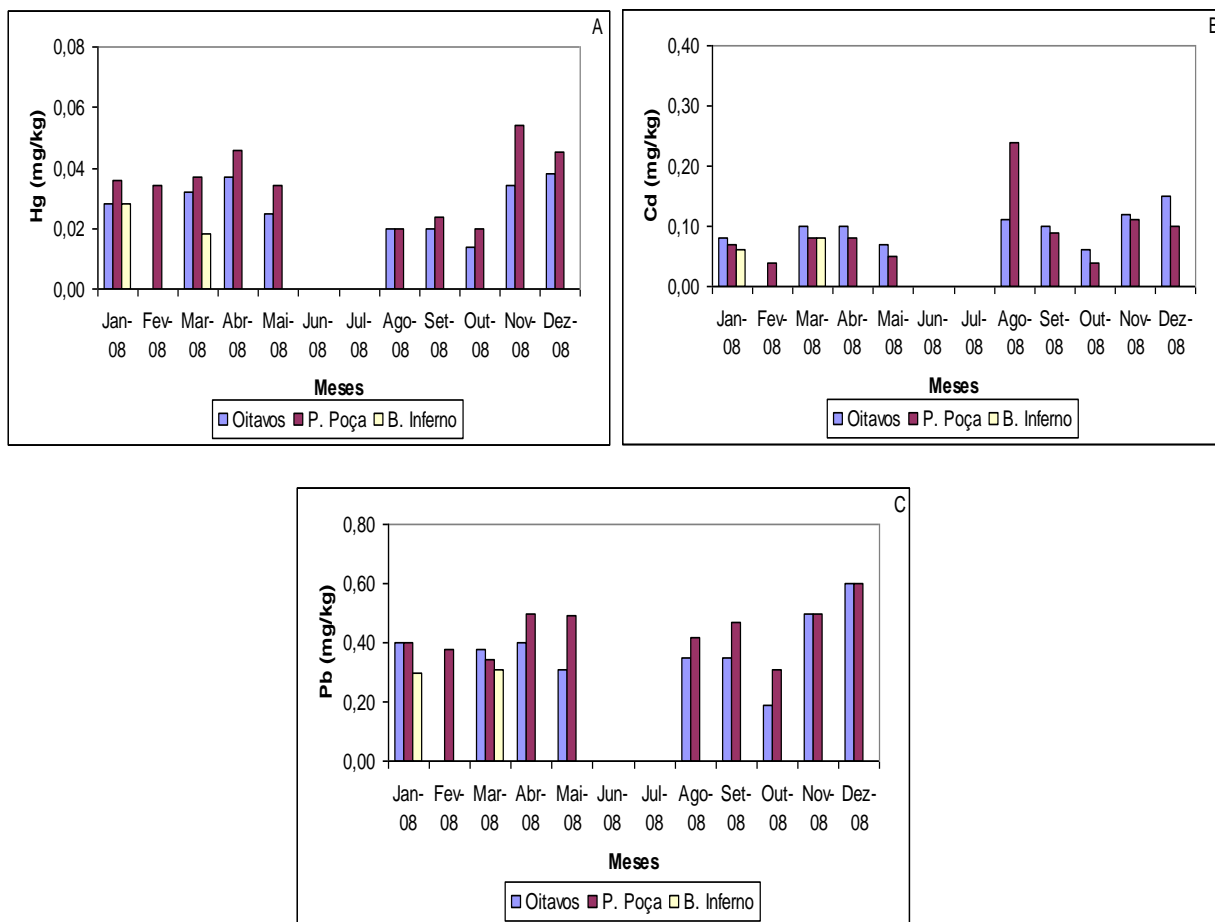 A
Hg (mg/kg)
0,08
0,06
0,04
0,02
0,00
Jan- Fev- Mar- Abr- Mai- Jun- Jul- Ago- Set- Out- Nov- Dez-
08 08 08 08 08 08 08 08 08 08 08 08
Meses
Oitavos P. Poça B. Inferno
B
Cd (mg/kg)
0,40
0,30
0,20
0,10
0,00
Jan- Fev- Mar- Abr- Mai- Jun- Jul- Ago- Set- Out- Nov- Dez-
08 08 08 08 08 08 08 08 08 08 08 08
Meses
Oitavos P. Poça B. Inferno
C
Pb (mg/kg)
0,80
0,60
0,40
0,20
0,00
Jan- Fev- Mar- Abr- Mai- Jun- Jul- Ago- Set- Out- Nov- Dez-
08 08 08 08 08 08 08 08 08 08 08 08
Meses
Oitavos P. Poça B. Inferno